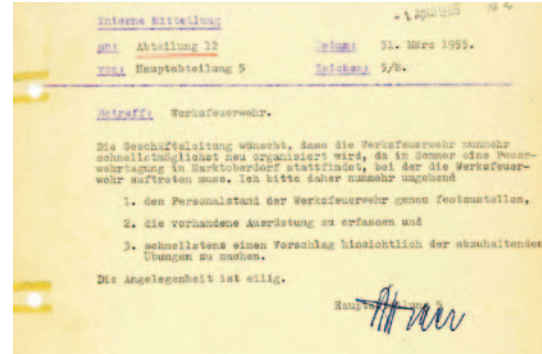 Interne Mitteilung
an: Abteilung 12 Datum: 31. März 1955.
von: Hauptabteilung 5 Zeichen: 5/B.
Betreff: Werksfeuerwehr.
Die Geschäftsleitung wünscht, dass die Werksfeuerwehr nunmehr
schnellstmöglichst neu organisiert wird, da im Sommer eine Feuer-
wehrtagung in Marktoberdorf stattfindet, bei der die Werksfeuer-
wehr auftreten muss. Ich bitte daher nunmehr umgehend
1. den Personalstand der Werksfeuerwehr genau festzustellen,
2. die vorhandene Ausrüstung zu erfassen und
3. schnellstens einen Vorschlag hinsichtlich der abzuhaltenden
Übungen zu machen.
Die Angelegenheit ist eilig.
Hauptabteilung 5